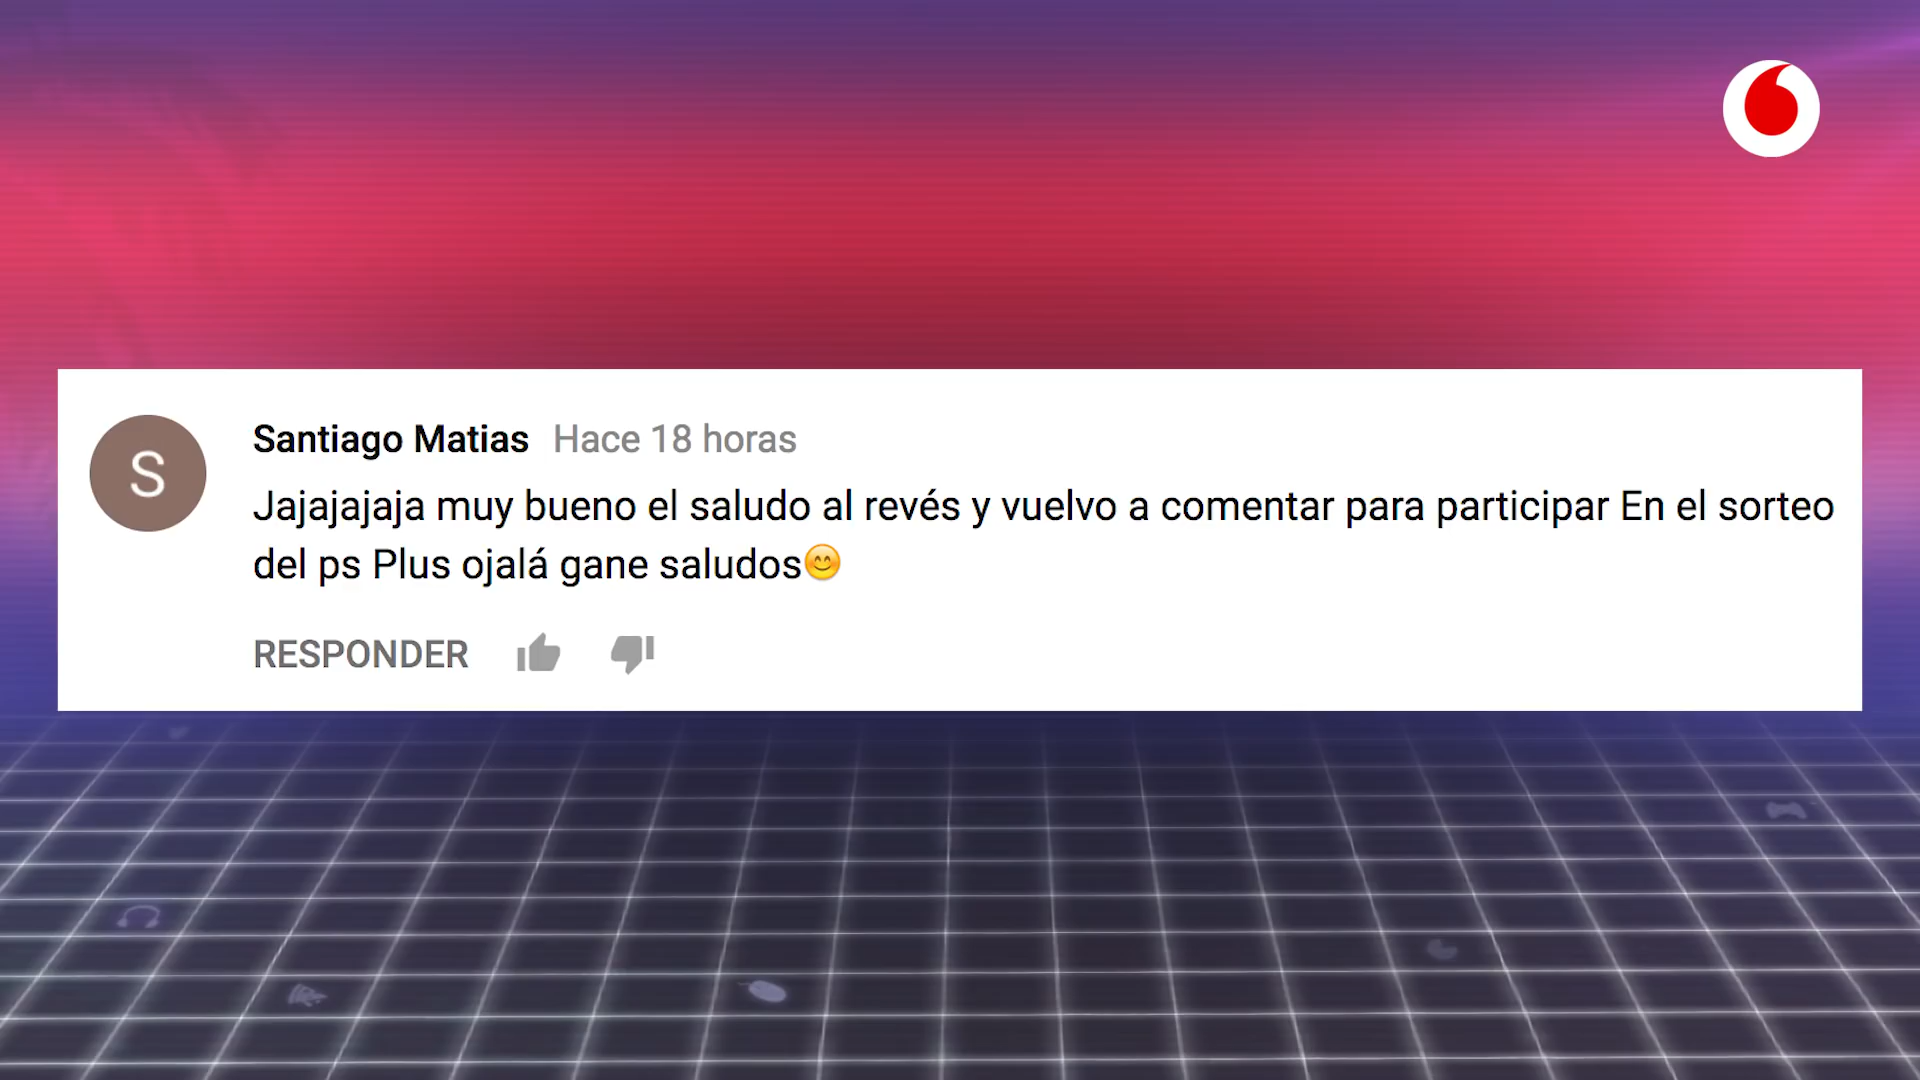 S
Santiago Matias Hace 18 horas
Jajajajaja muy bueno el saludo al revés y vuelvo a comentar para participar En el sorteo
del ps Plus ojalá gane saludos😊
RESPONDER